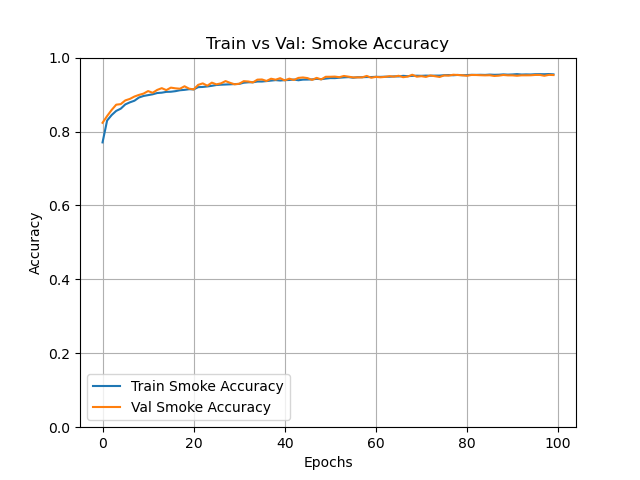 Train vs Val: Smoke Accuracy
1.0
0.8
0.6
0.4
0.2
0.0
Accuracy
Train Smoke Accuracy
Val Smoke Accuracy
0 20 40 60 80 100
Epochs